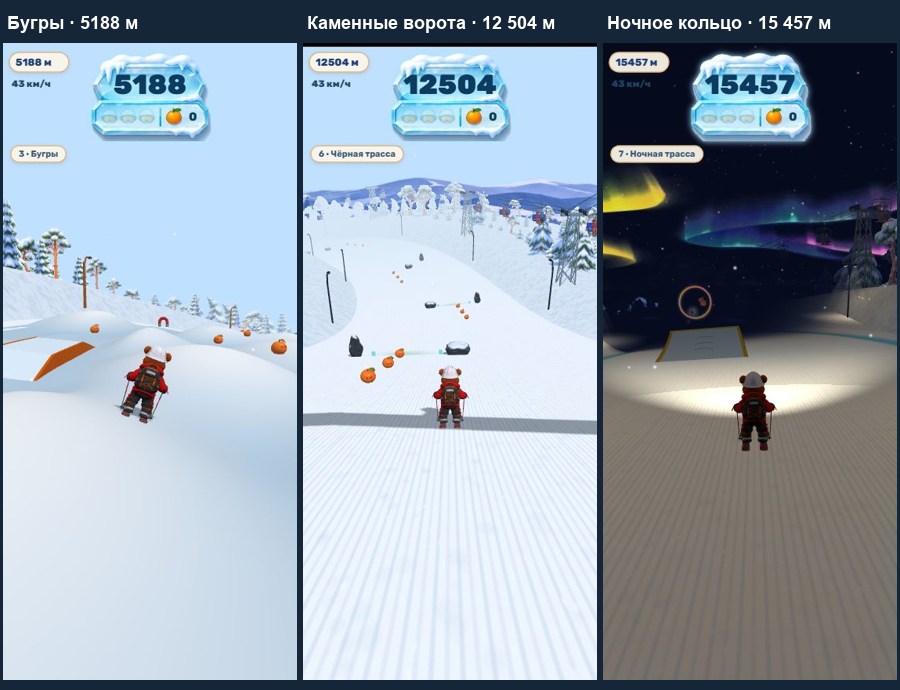 Бугры · 5188 м
5188 м
43 км/ч
5188
0
3 · Бугры
Каменные ворота · 12 504 м
12504 м
43 км/ч
12504
0
6 · Чёрная трасса
Ночное кольцо · 15 457 м
15457 м
43 км/ч
15457
0
7 · Ночная трасса